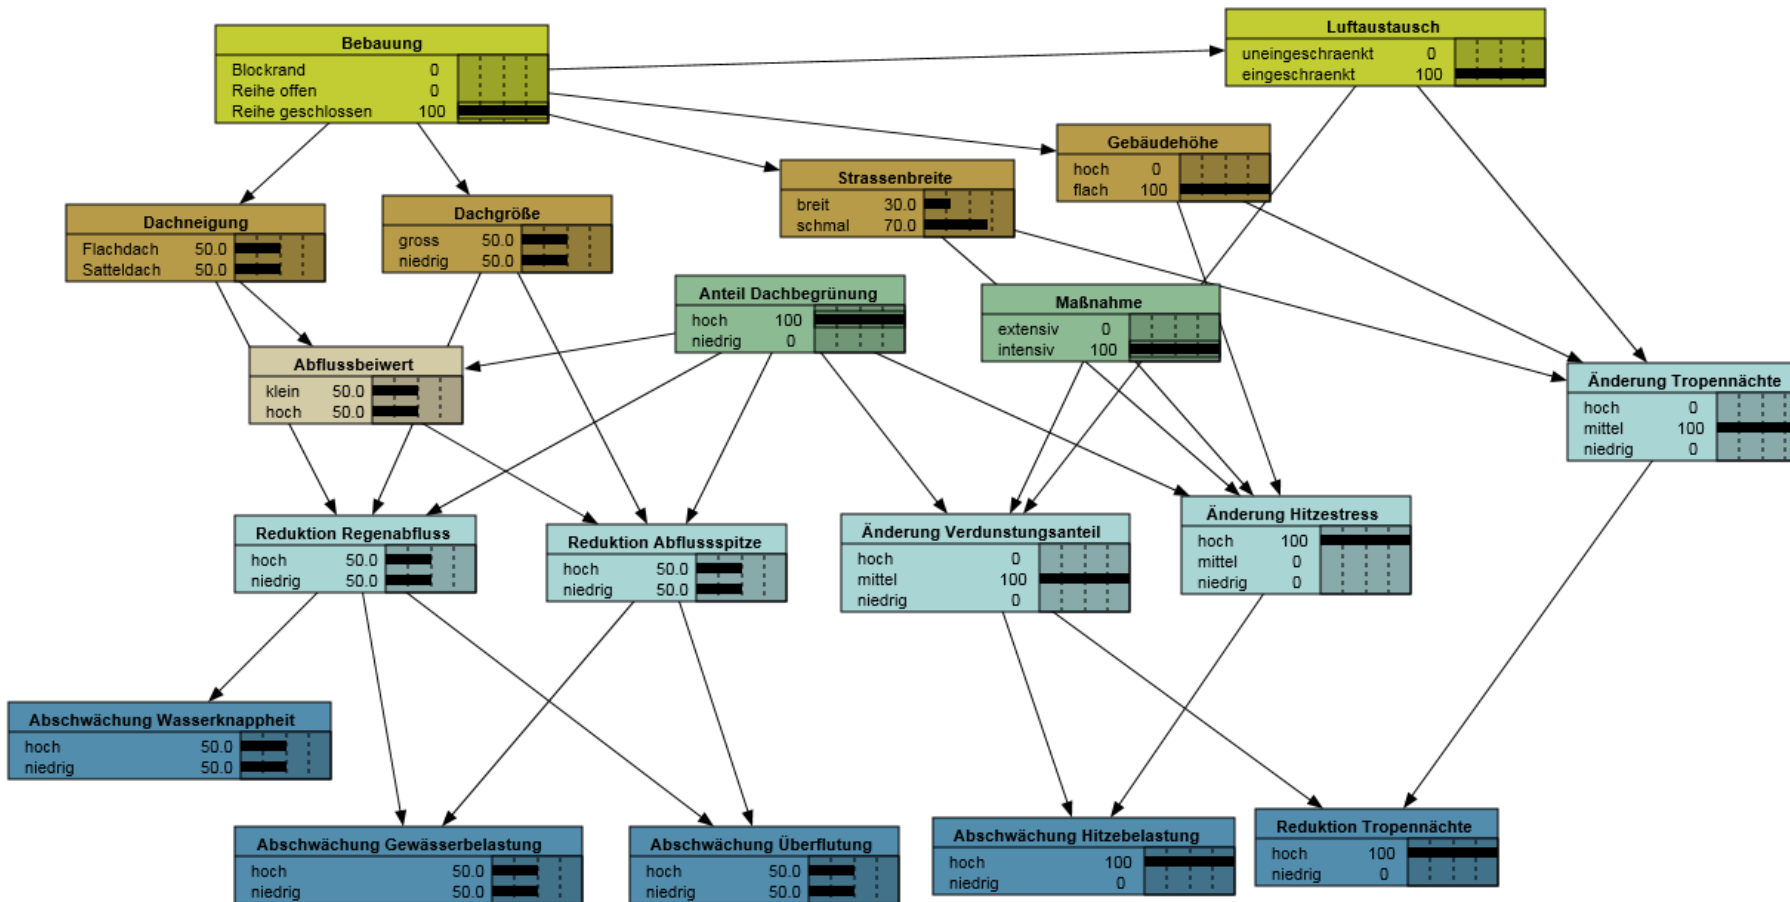 Bebauung
Blockrand 0
Reihe offen 0
Reihe geschlossen 100
Luftaustausch
uneingeschraenkt 0
eingeschraenkt 100
Gebäudehöhe
hoch 0
flach 100
Strassenbreite
breit 30.0
schmal 70.0
Dachneigung
Flachdach 50.0
Satteldach 50.0
Dachgröße
gross 50.0
niedrig 50.0
Anteil Dachbegrünung
hoch 100
niedrig 0
Maßnahme
extensiv 0
intensiv 100
Abflussbeiwert
klein 50.0
hoch 50.0
Änderung Tropennächte
hoch 0
mittel 100
niedrig 0
Reduktion Regenabfluss
hoch 50.0
niedrig 50.0
Reduktion Abflussspitze
hoch 50.0
niedrig 50.0
Änderung Verdunstungsanteil
hoch 0
mittel 100
niedrig 0
Änderung Hitzestress
hoch 100
mittel 0
niedrig 0
Abschwächung Wasserknappheit
hoch 50.0
niedrig 50.0
Abschwächung Gewässerbelastung
hoch 50.0
niedrig 50.0
Abschwächung Überflutung
hoch 50.0
niedrig 50.0
Abschwächung Hitzebelastung
hoch 100
niedrig 0
Reduktion Tropennächte
hoch 100
niedrig 0